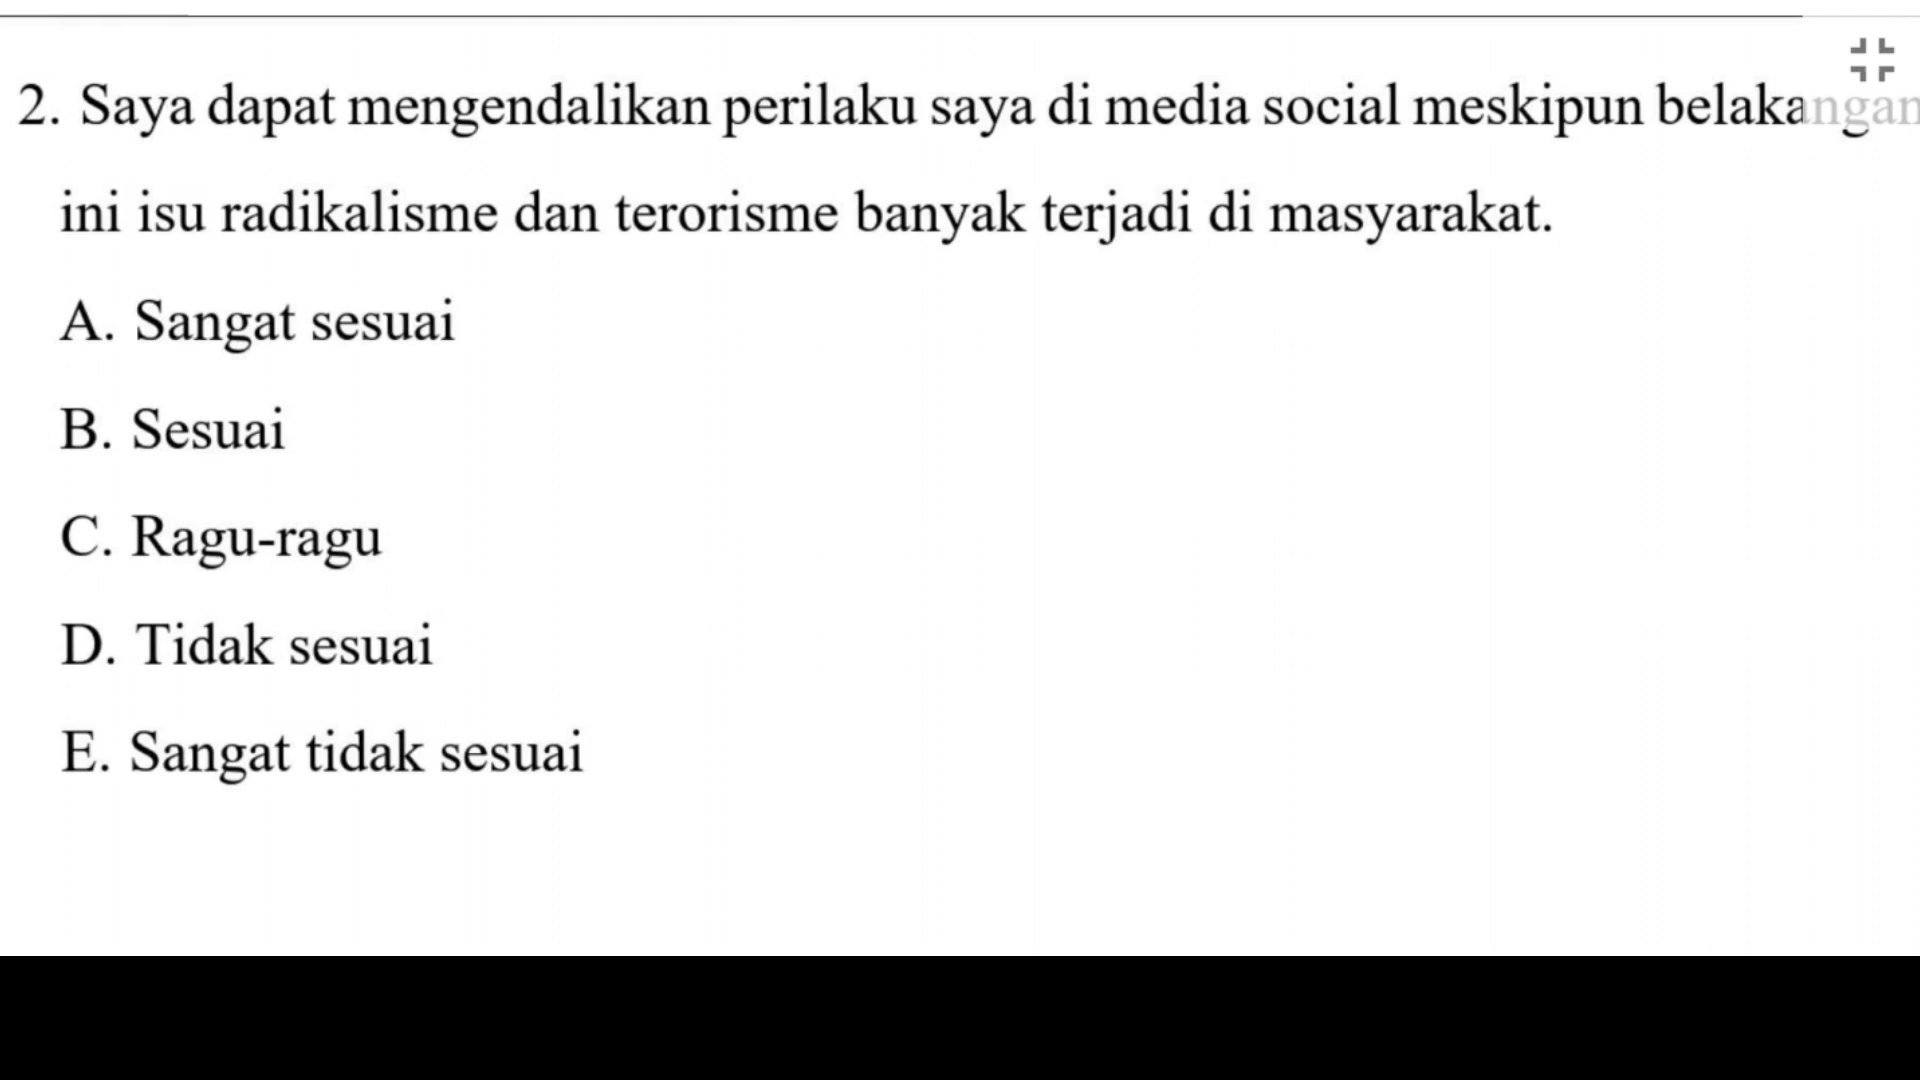 2. Saya dapat mengendalikan perilaku saya di media social meskipun belakangan
ini isu radikalisme dan terorisme banyak terjadi di masyarakat.
A. Sangat sesuai
B. Sesuai
C. Ragu-ragu
D. Tidak sesuai
E. Sangat tidak sesuai